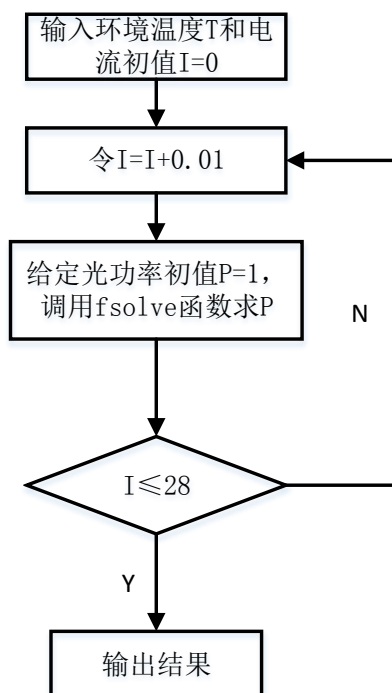 输入环境温度T和电
流初值I=0
令I=I+0.01
给定光功率初值P=1,
调用fsolve函数求P
N
I≤28
Y
输出结果